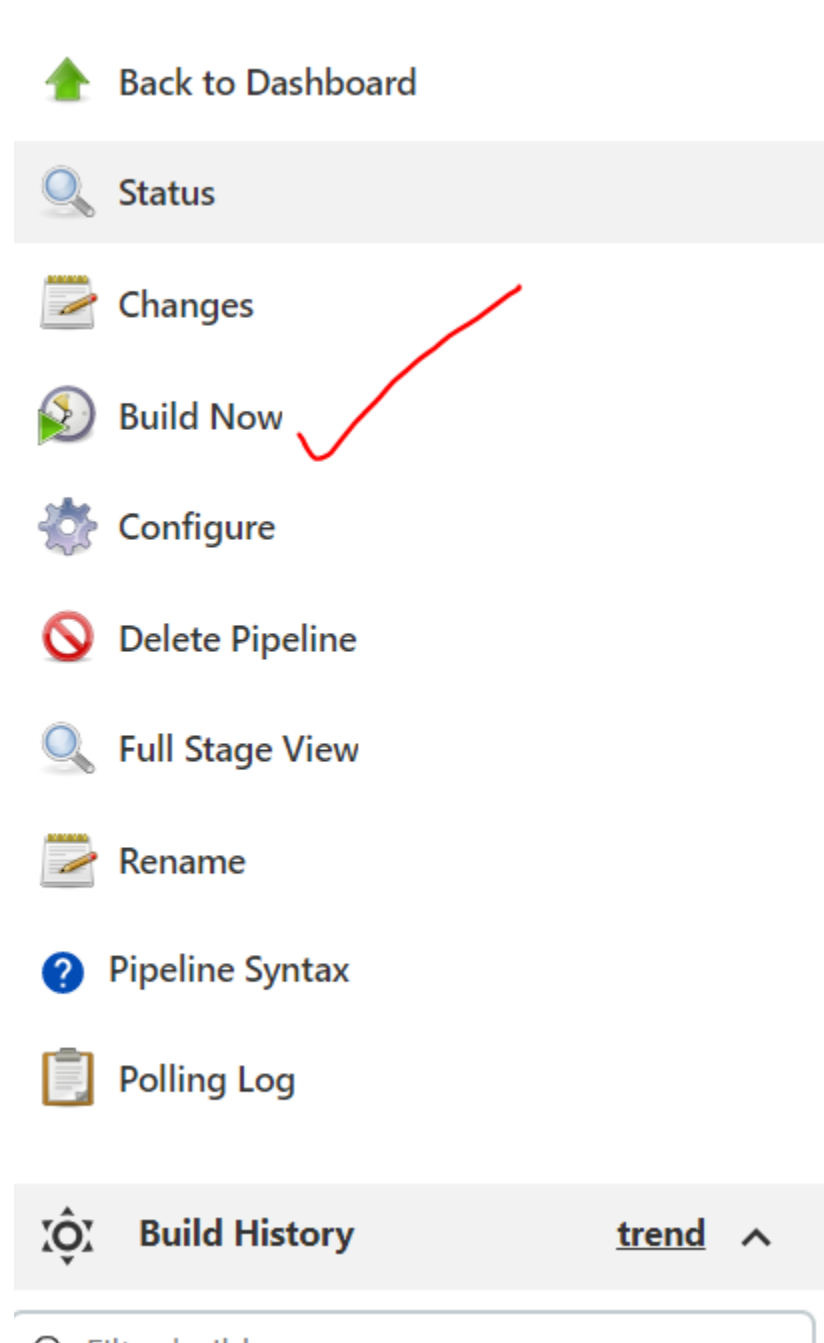 Back to Dashboard
Status
Changes
Build Now
Configure
Delete Pipeline
Full Stage View
Rename
Pipeline Syntax
Polling Log
Build History trend